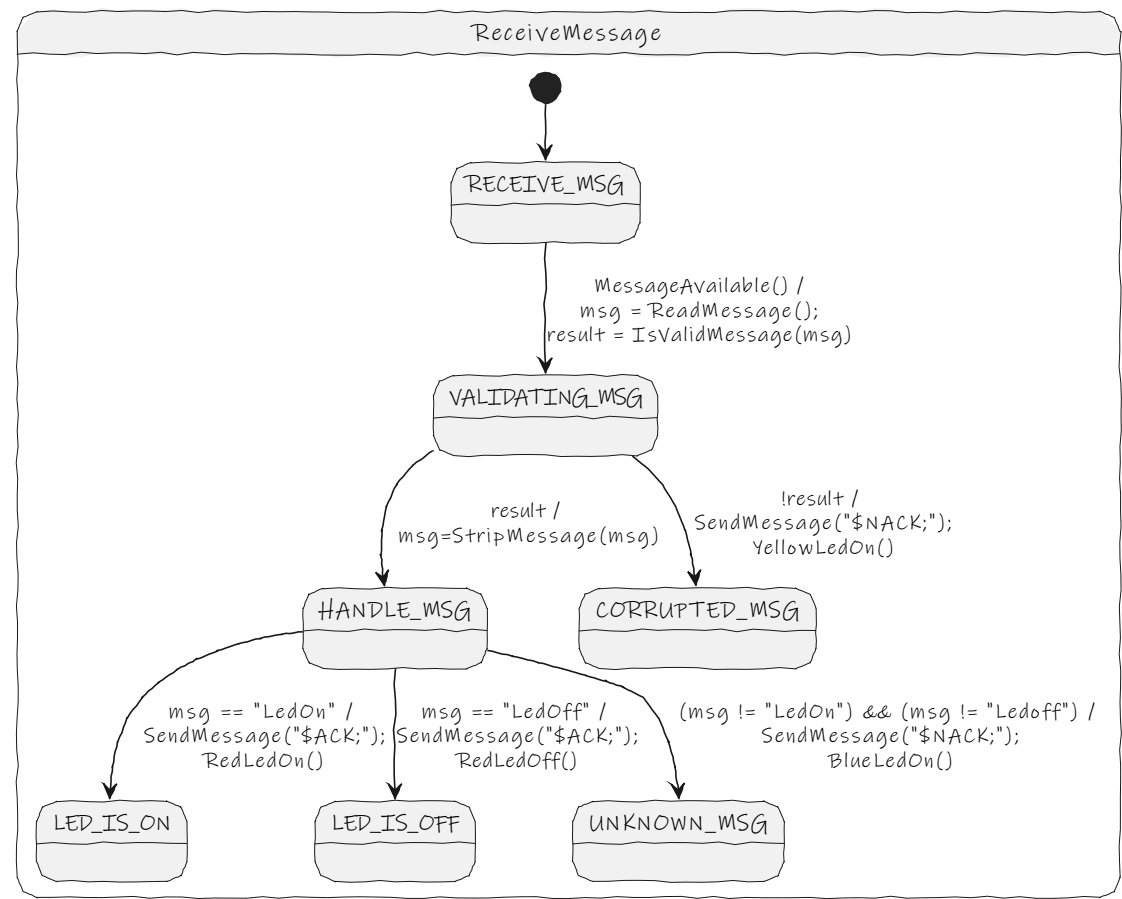 ReceiveMessage
RECEIVE_MSG
MessageAvailable() /
msg = ReadMessage();
result = IsValidMessage(msg)
VALIDATING_MSG
result /
msg=StripMessage(msg)
!result /
SendMessage("$NACK;");
YellowLedOn()
HANDLE_MSG
CORRUPTED_MSG
msg == "LedOn" /
SendMessage("$ACK;");
RedLedOn()
msg == "LedOff" /
SendMessage("$ACK;");
RedLedOff()
(msg != "LedOn") && (msg != "Ledoff") /
SendMessage("$NACK;");
BlueLedOn()
LED_IS_ON
LED_IS_OFF
UNKNOWN_MSG